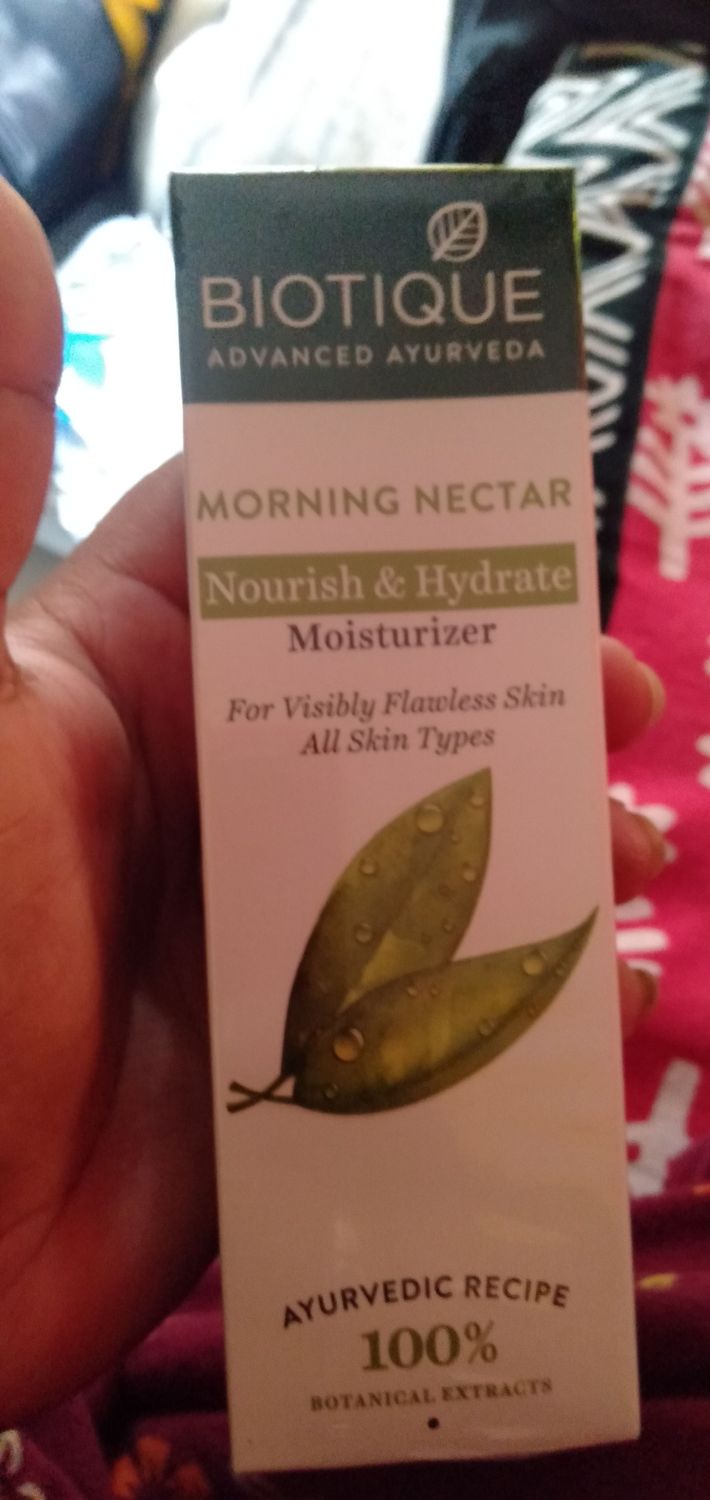 BIOTIQUE
ADVANCED AYURVEDA
MORNING NECTAR
Nourish & Hydrate
Moisturizer
For Visibly Flawless Skin
All Skin Types
AYURVEDIC RECIPE
100%
BOTANICAL EXTRACTS